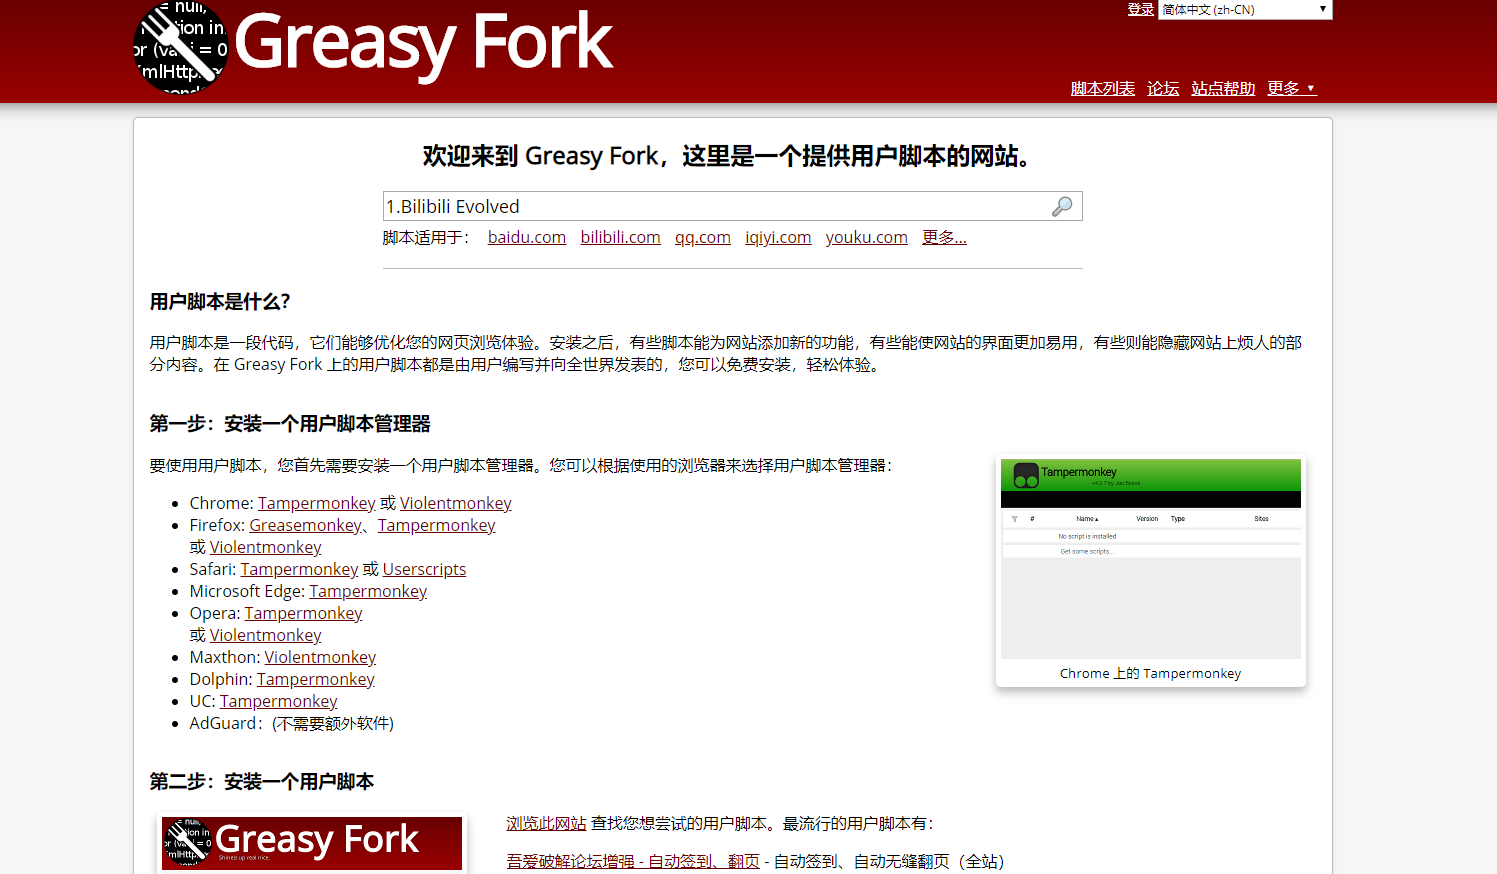 = null,
tion in
or (va i = 0
XmlHttp
Greasy Fork
登录 简体中文 (zh-CN)
脚本列表 论坛 站点帮助 更多
欢迎来到 Greasy Fork，这里是一个提供用户脚本的网站。
1.Bilibili Evolved
脚本适用于： baidu.com bilibili.com qq.com iqiyi.com youku.com 更多...
用户脚本是什么？
用户脚本是一段代码，它们能够优化您的网页浏览体验。安装之后，有些脚本能为网站添加新的功能，有些能使网站的界面更加易用，有些则能隐藏网站上烦人的部
分内容。在 Greasy Fork 上的用户脚本都是由用户编写并向全世界发表的，您可以免费安装，轻松体验。
第一步：安装一个用户脚本管理器
要使用用户脚本，您首先需要安装一个用户脚本管理器。您可以根据使用的浏览器来选择用户脚本管理器：
Chrome: Tampermonkey 或 Violentmonkey
Firefox: Greasemonkey、Tampermonkey
或 Violentmonkey
Safari: Tampermonkey 或 Userscripts
Microsoft Edge: Tampermonkey
Opera: Tampermonkey
或 Violentmonkey
Maxthon: Violentmonkey
Dolphin: Tampermonkey
UC: Tampermonkey
AdGuard：(不需要额外软件)
Tampermonkey
v4.2.7 by Jan Biniok
# Name Version Type Sites
No script is installed
Get some scripts...
Chrome 上的 Tampermonkey
第二步：安装一个用户脚本
Greasy Fork
Shined up real nice.
浏览此网站 查找您想尝试的用户脚本。最流行的用户脚本有：
吾爱破解论坛增强 - 自动签到、翻页 - 自动签到、自动无缝翻页（全站）